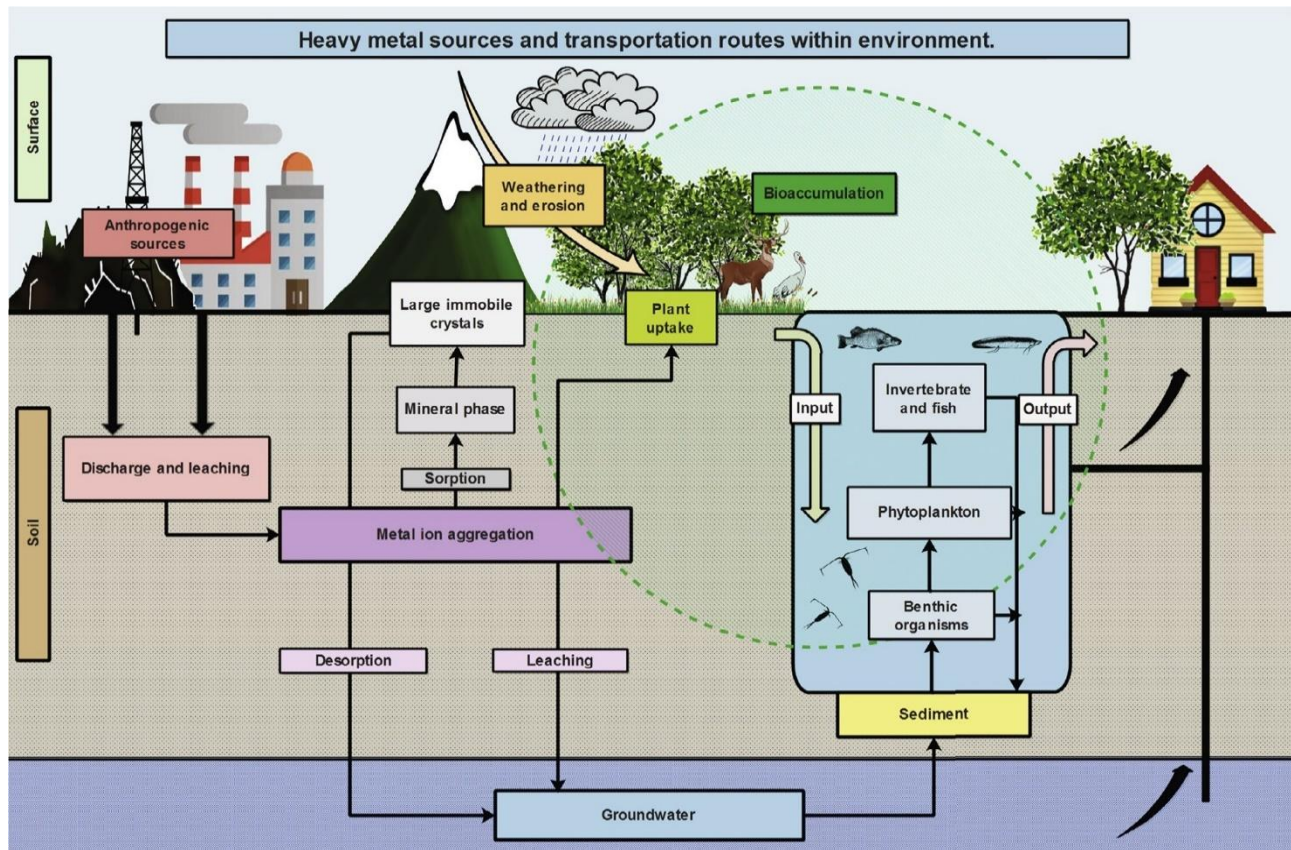 Heavy metal sources and transportation routes within environment.
Surface
Anthropogenic
sources
Weathering
and erosion
Bioaccumulation
Large immobile
crystals
Plant
uptake
Mineral phase
Input
Invertebrate
and fish
Output
Soil
Discharge and leaching
Sorption
Phytoplankton
Metal ion aggregation
Benthic
organisms
Desorption
Leaching
Sediment
Groundwater